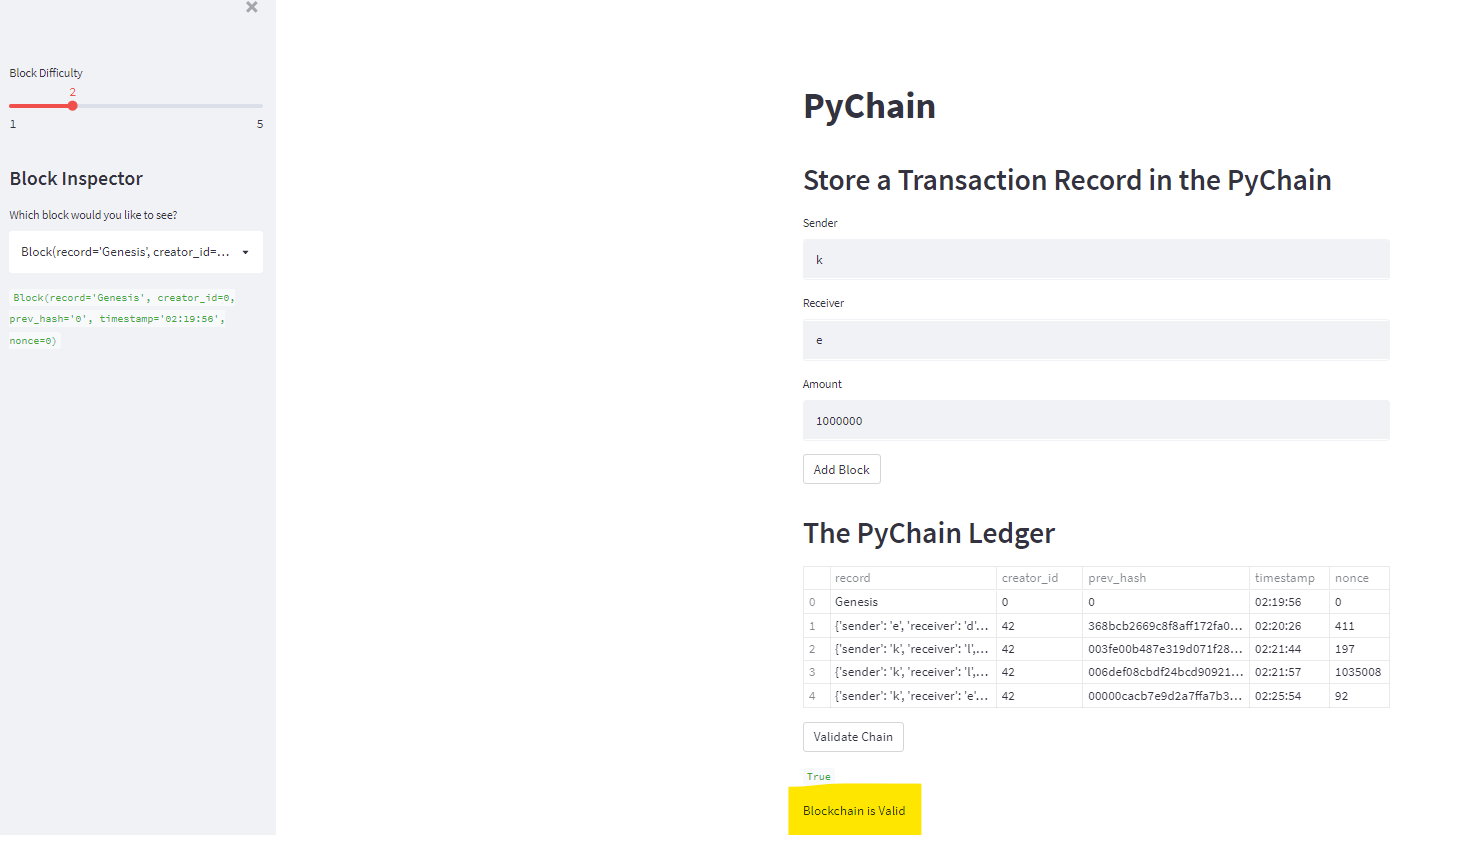 ×
Block Difficulty
2
1 5
Block Inspector
Which block would you like to see?
Block(record='Genesis', creator_id=...
Block(record='Genesis', creator_id=0,
prev_hash='0', timestamp='02:19:56',
nonce=0)
PyChain
Store a Transaction Record in the PyChain
Sender
k
Receiver
e
Amount
1000000
Add Block
The PyChain Ledger
record creator_id prev_hash timestamp nonce
0 Genesis 0 0 02:19:56 0
1 {'sender': 'e', 'receiver': 'd'... 42 368bcb2669c8f8aff172fa0... 02:20:26 411
2 {'sender': 'k', 'receiver': 'l',... 42 003fe00b487e319d071f28... 02:21:44 197
3 {'sender': 'k', 'receiver': 'l',... 42 006def08cbdf24bcd90921... 02:21:57 1035008
4 {'sender': 'k', 'receiver': 'e'... 42 00000cacb7e9d2a7ffa7b3... 02:25:54 92
Validate Chain
True
Blockchain is Valid